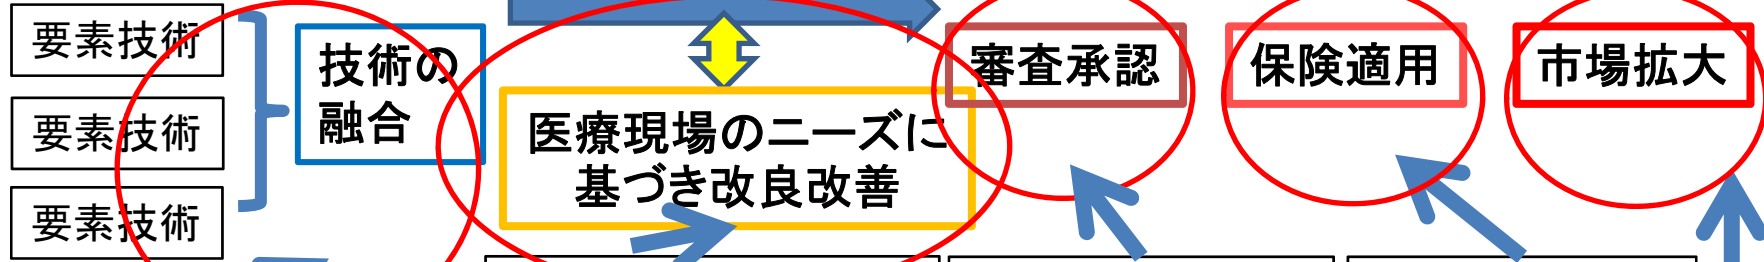 要素技術
要素技術
要素技術
技術の
融合
医療現場のニーズに
基づき改良改善
審査承認
保険適用
市場拡大